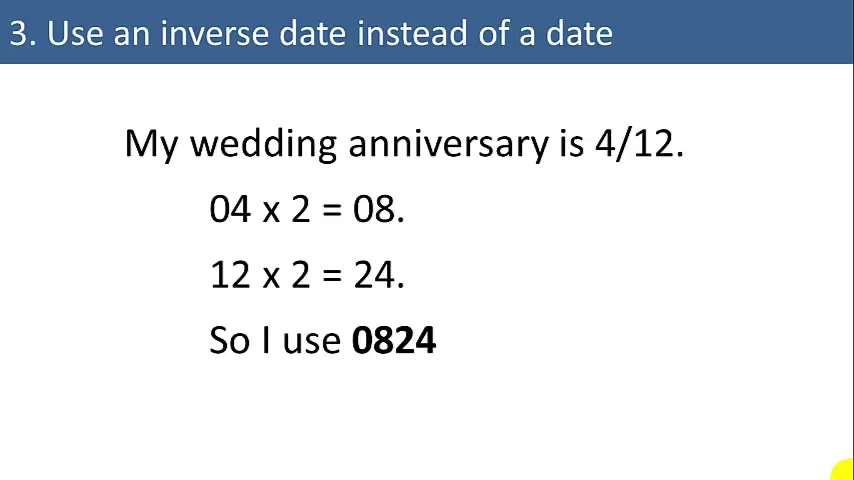 3. Use an inverse date instead of a date
My wedding anniversary is 4/12.
04 x 2 = 08.
12 x 2 = 24.
So I use 0824